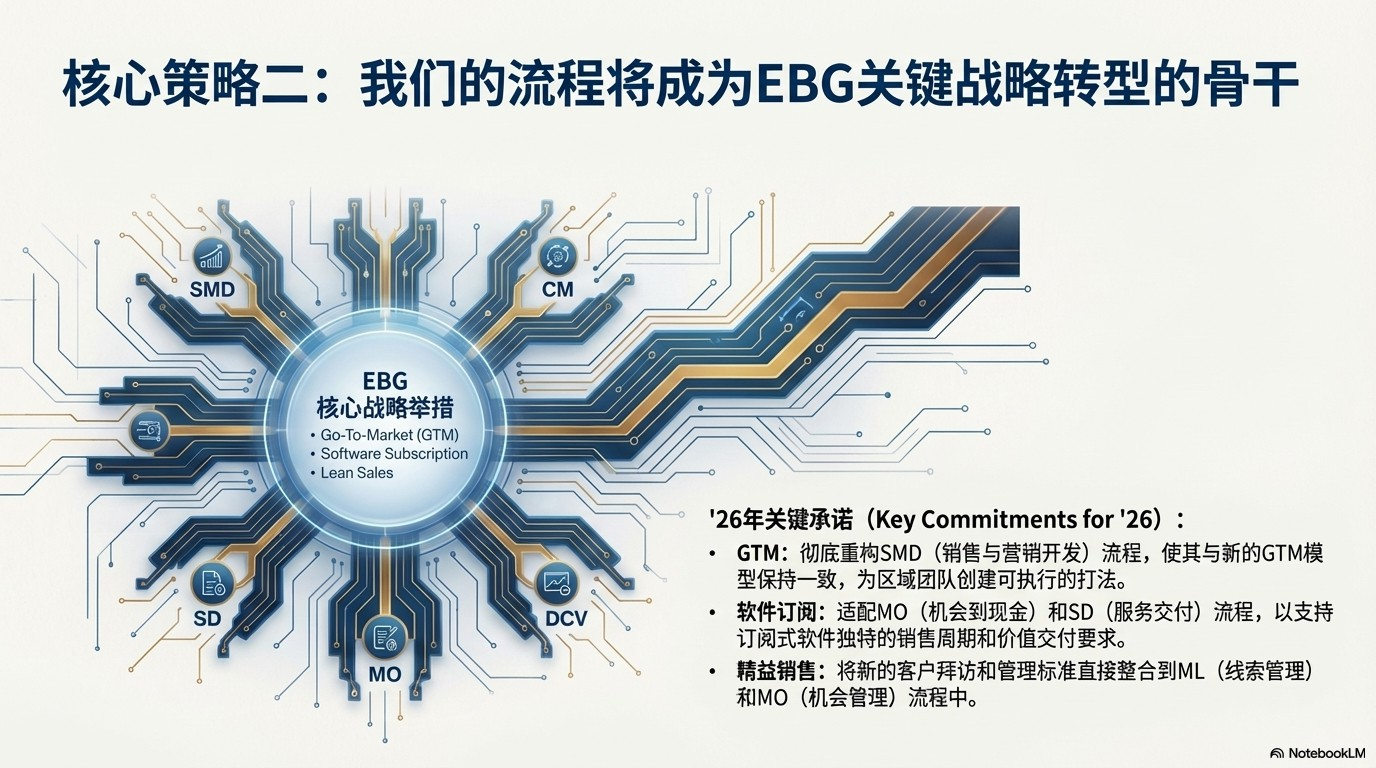 核心策略二：我们的流程将成为EBG关键战略转型的骨干
SMD
CM
EBG
核心战略举措
• Go-To-Market (GTM)
• Software Subscription
• Lean Sales
SD
DCV
MO
'26年关键承诺（Key Commitments for '26）：
• GTM：彻底重构SMD（销售与营销开发）流程，使其与新的GTM模
型保持一致，为区域团队创建可执行的打法。
• 软件订阅：适配MO（机会到现金）和SD（服务交付）流程，以支持
订阅式软件独特的销售周期和价值交付要求。
• 精益销售：将新的客户拜访和管理标准直接整合到ML（线索管理）
和MO（机会管理）流程中。
NotebookLM